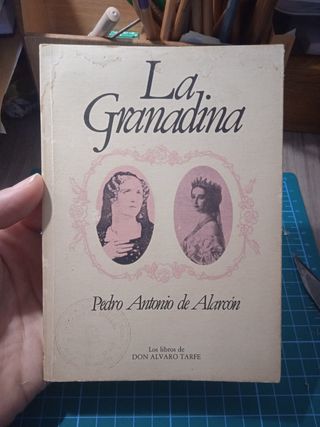 La
Granadina
Pedro Antonio de Alarcón
Los libros de
DON ALVARO TARFE